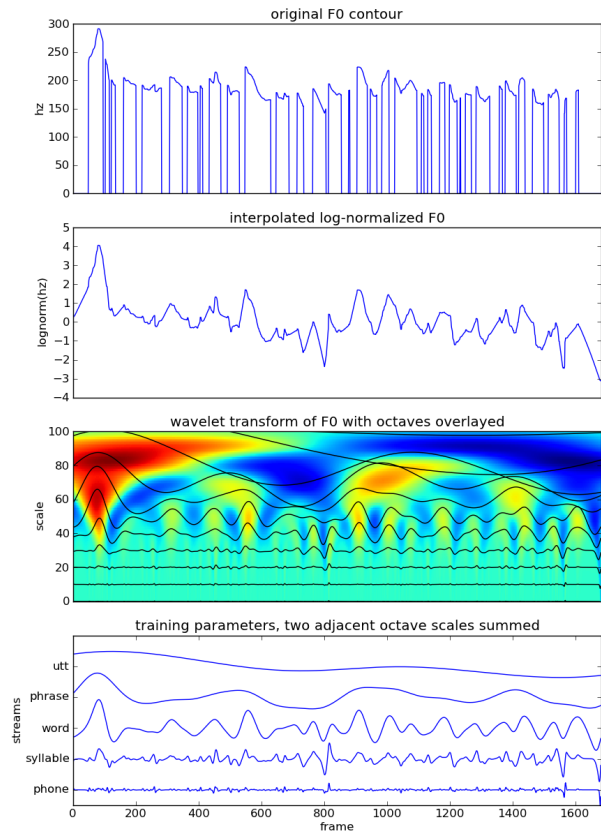 original F0 contour
300
250
200
150
100
50
0
hz
interpolated log-normalized F0
5
4
3
2
1
0
−1
−2
−3
−4
lognorm(hz)
wavelet transform of F0 with octaves overlayed
100
80
60
40
20
0
scale
training parameters, two adjacent octave scales summed
utt
phrase
word
syllable
phone
streams
0 200 400 600 800 1000 1200 1400 1600
frame